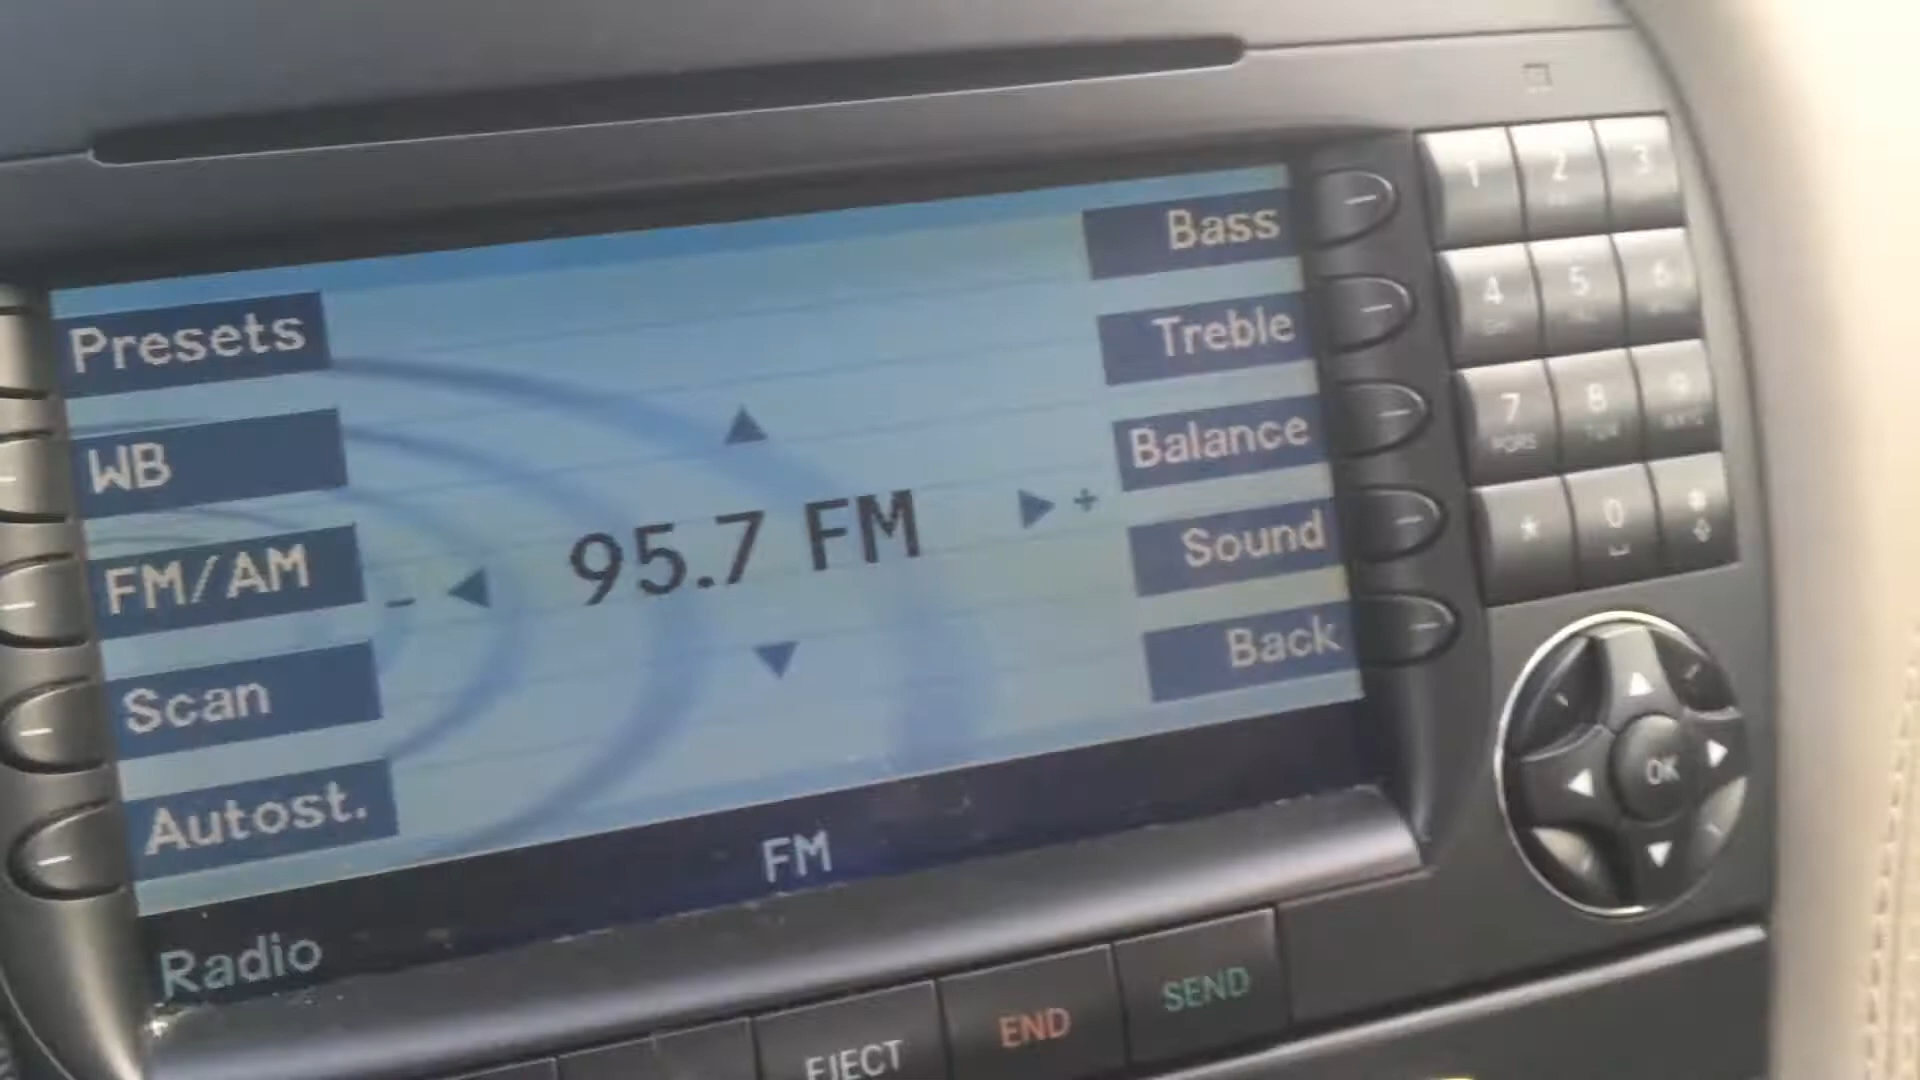 Presets
WB
FM/AM
Scan
Autost.
- 95.7 FM +
Bass
Treble
Balance
Sound
Back
FM
Radio
EJECT
END
SEND
1 2 3
4 5 6
7 8 9
PQRS
* 0 #
OK